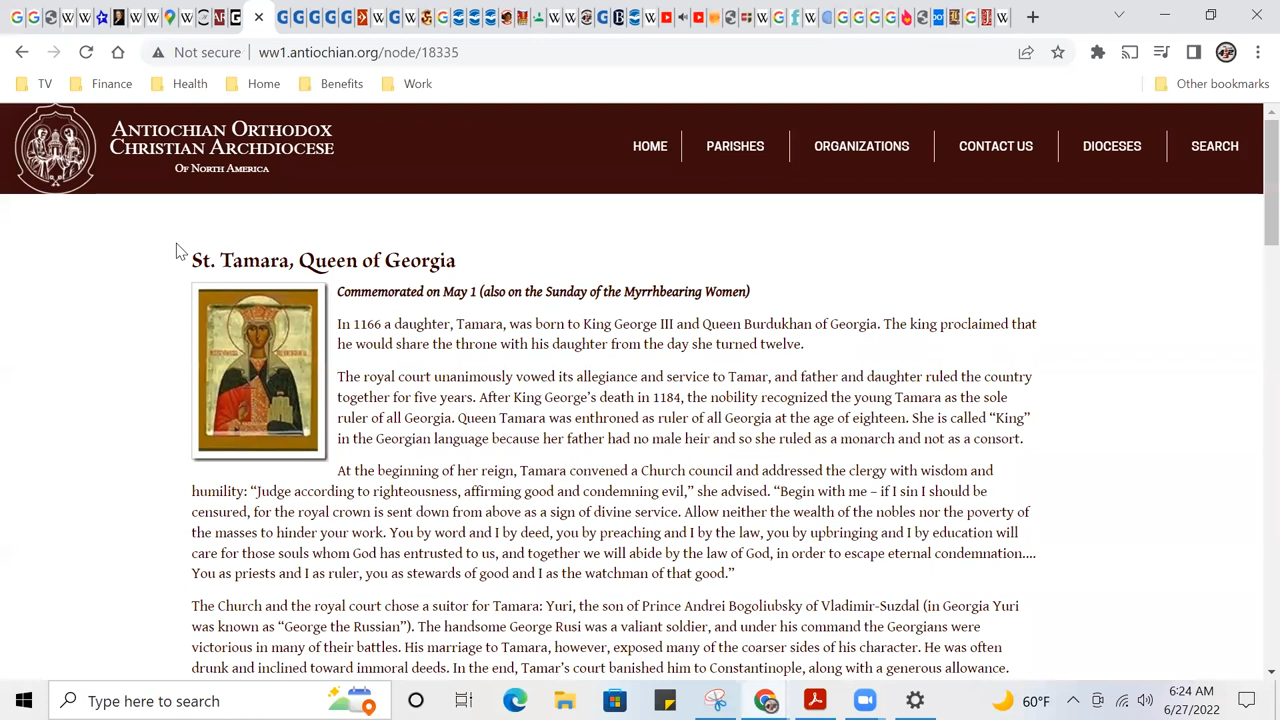 Not secure
ww1.antiochian.org/node/18335
TV
Finance
Health
Home
Benefits
Work
Other bookmarks
ANTIOCHIAN ORTHODOX
CHRISTIAN ARCHDIOCESE
OF NORTH AMERICA
HOME
PARISHES
ORGANIZATIONS
CONTACT US
DIOCESES
SEARCH
St. Tamara, Queen of Georgia
Commemorated on May 1 (also on the Sunday of the Myrrhbearing Women)
In 1166 a daughter, Tamara, was born to King George III and Queen Burdukhan of Georgia. The king proclaimed that
he would share the throne with his daughter from the day she turned twelve.
The royal court unanimously vowed its allegiance and service to Tamar, and father and daughter ruled the country
together for five years. After King George’s death in 1184, the nobility recognized the young Tamara as the sole
ruler of all Georgia. Queen Tamara was enthroned as ruler of all Georgia at the age of eighteen. She is called “King”
in the Georgian language because her father had no male heir and so she ruled as a monarch and not as a consort.
At the beginning of her reign, Tamara convened a Church council and addressed the clergy with wisdom and
humility: “Judge according to righteousness, affirming good and condemning evil,” she advised. “Begin with me – if I sin I should be
censured, for the royal crown is sent down from above as a sign of divine service. Allow neither the wealth of the nobles nor the poverty of
the masses to hinder your work. You by word and I by deed, you by preaching and I by the law, you by upbringing and I by education will
care for those souls whom God has entrusted to us, and together we will abide by the law of God, in order to escape eternal condemnation....
You as priests and I as ruler, you as stewards of good and I as the watchman of that good.”
The Church and the royal court chose a suitor for Tamara: Yuri, the son of Prince Andrei Bogoliubsky of Vladimir-Suzdal (in Georgia Yuri
was known as “George the Russian”). The handsome George Rusi was a valiant soldier, and under his command the Georgians were
victorious in many of their battles. His marriage to Tamara, however, exposed many of the coarser sides of his character. He was often
drunk and inclined toward immoral deeds. In the end, Tamar’s court banished him to Constantinople, along with a generous allowance.
Type here to search
60°F
6:24 AM
6/27/2022